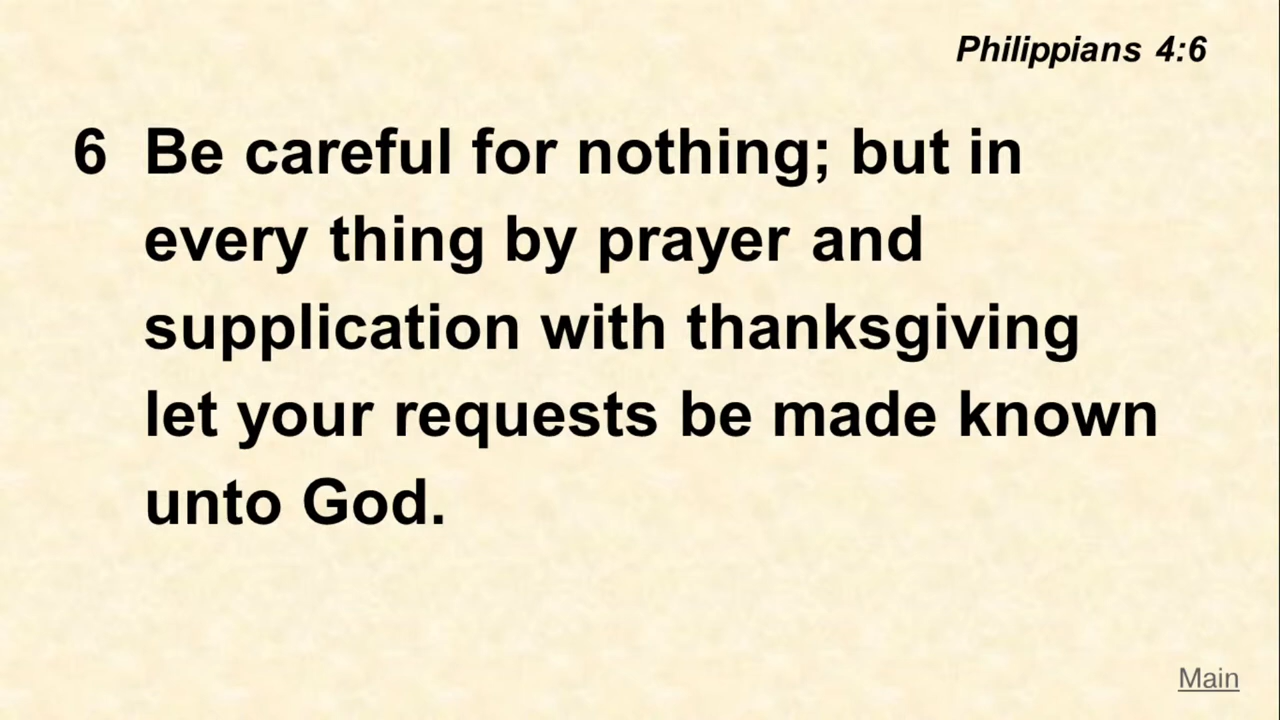 Philippians 4:6
6 Be careful for nothing; but in
every thing by prayer and
supplication with thanksgiving
let your requests be made known
unto God.
Main